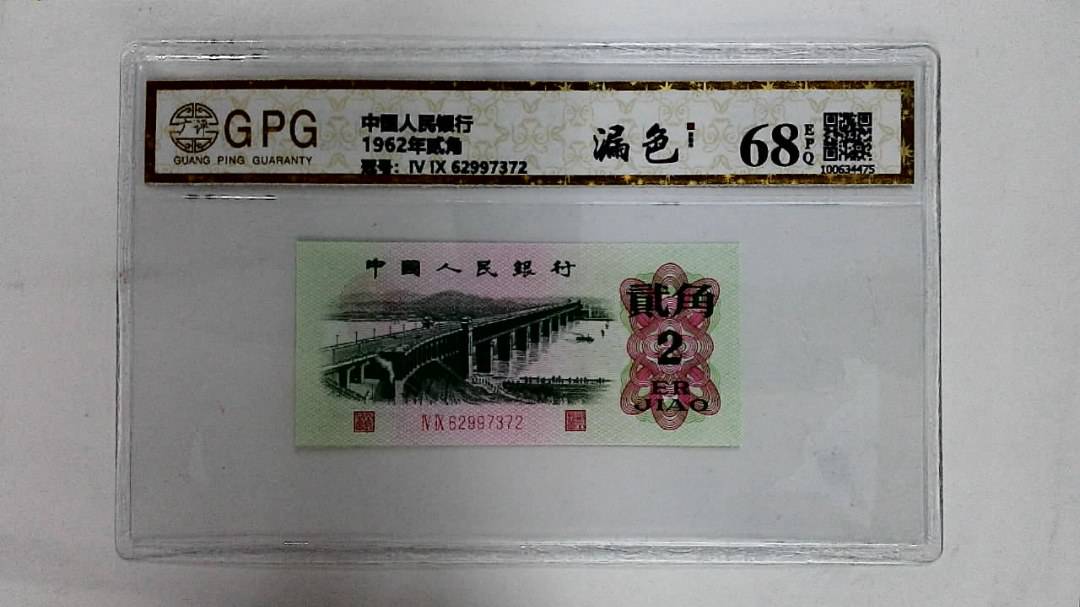 GPG
GUANG PING GUARANTY
中國人民银行
1962年贰角
冠号: IV IX 62997372
漏色
68
EPQ
100634475
中國人民銀行
貳角
2
ER
JIAO
IV IX 62997372